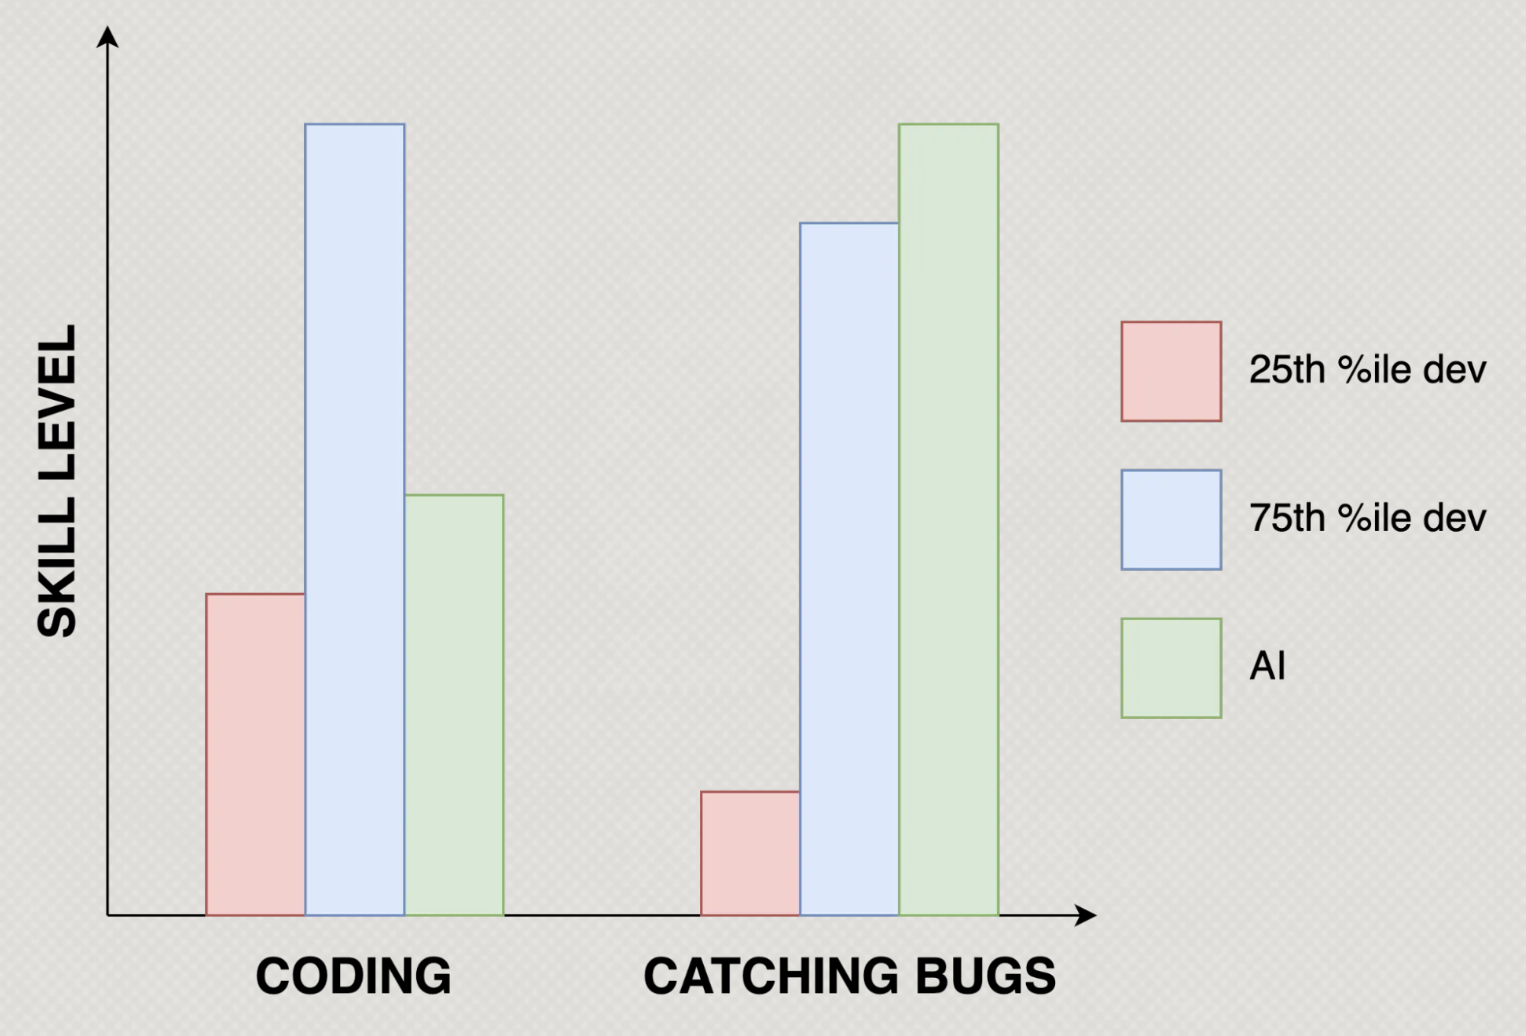 SKILL LEVEL
CODING
CATCHING BUGS
25th %ile dev
75th %ile dev
AI